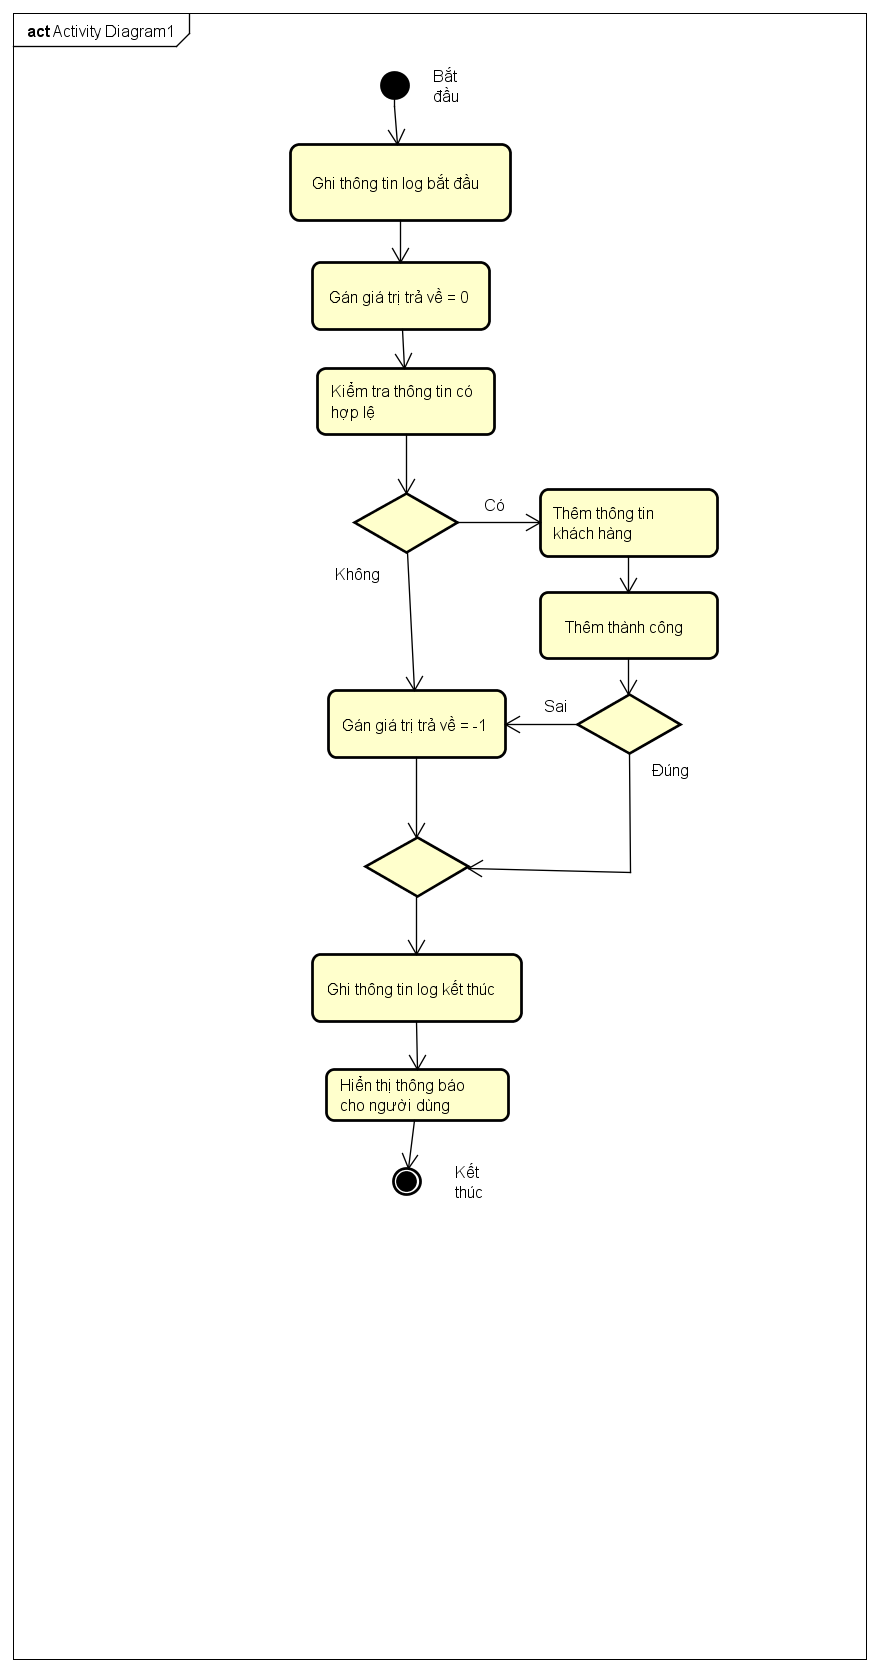 act Activity Diagram1
Bắt
đầu
Ghi thông tin log bắt đầu
Gán giá trị trả về = 0
Kiểm tra thông tin có
hợp lệ
Có
Thêm thông tin
khách hàng
Không
Thêm thành công
Sai
Gán giá trị trả về = -1
Đúng
Ghi thông tin log kết thúc
Hiển thị thông báo
cho người dùng
Kết
thúc